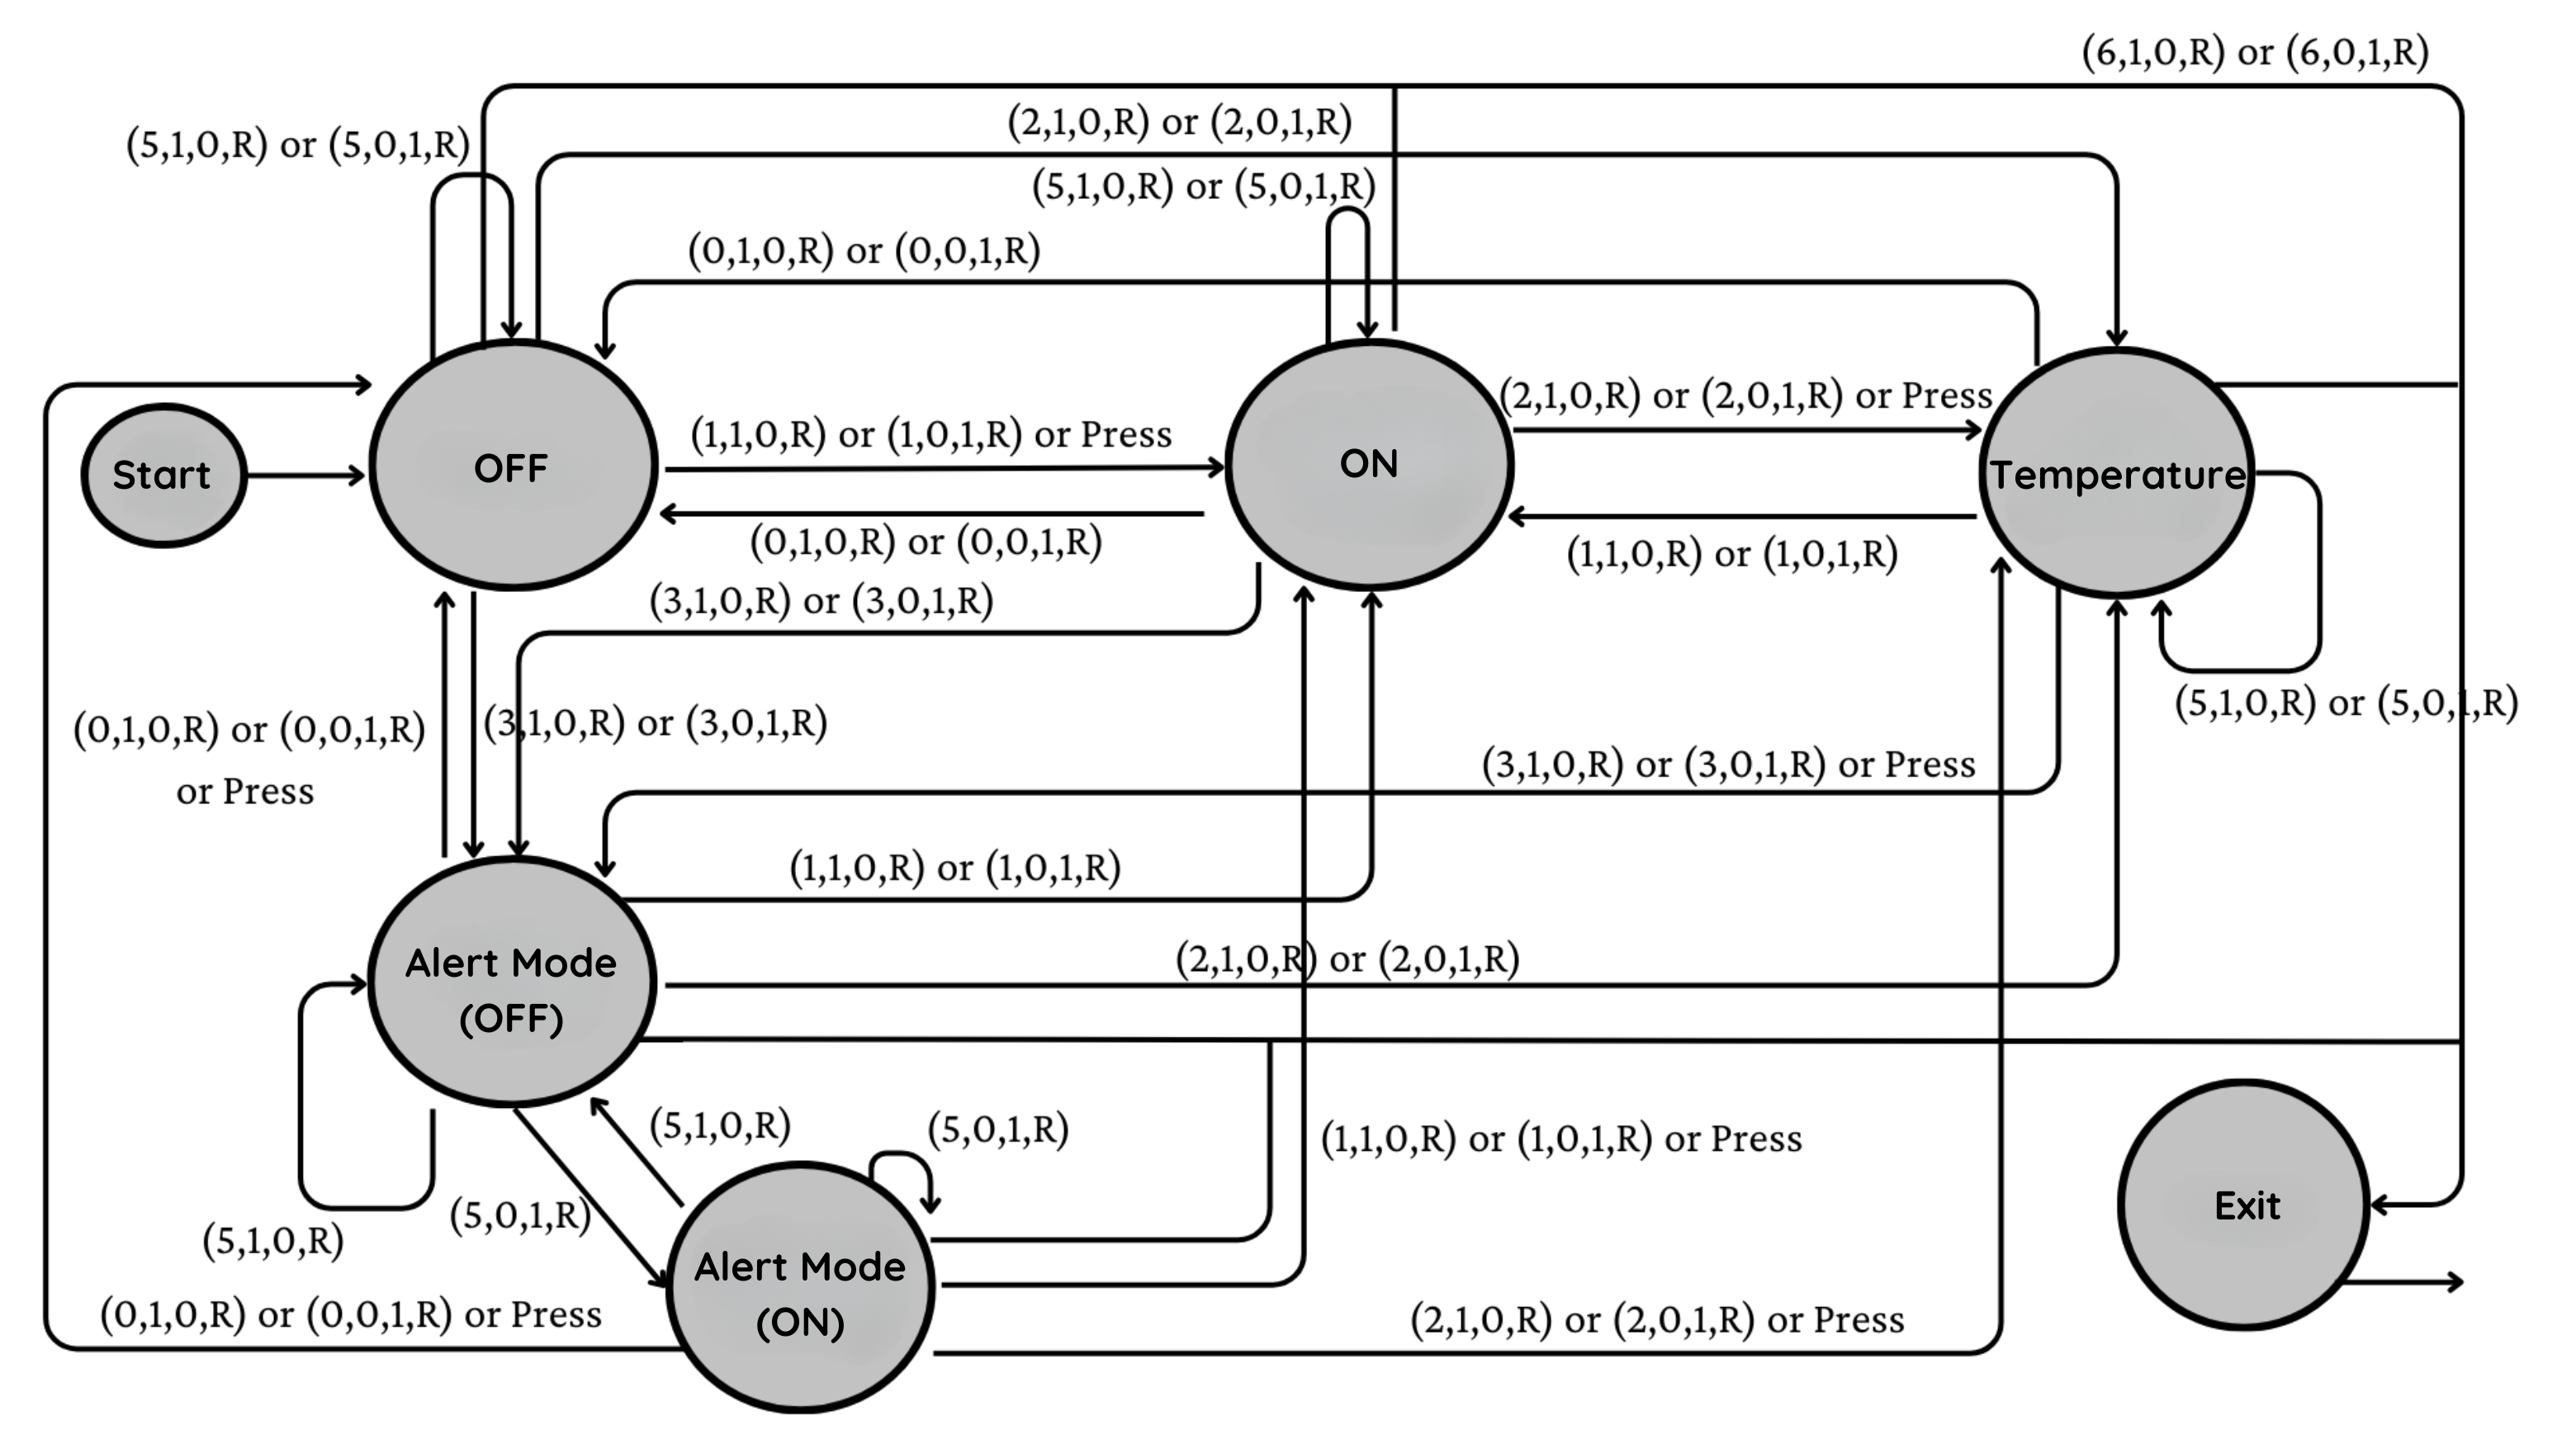 (6,1,0,R) or (6,0,1,R)
(2,1,0,R) or (2,0,1,R)
(5,1,0,R) or (5,0,1,R)
(5,1,0,R) or (5,0,1,R)
(0,1,0,R) or (0,0,1,R)
(2,1,0,R) or (2,0,1,R) or Press
(1,1,0,R) or (1,0,1,R) or Press
Start
OFF
ON
Temperature
(0,1,0,R) or (0,0,1,R)
(1,1,0,R) or (1,0,1,R)
(3,1,0,R) or (3,0,1,R)
(5,1,0,R) or (5,0,1,R)
(0,1,0,R) or (0,0,1,R)
or Press
(3,1,0,R) or (3,0,1,R)
(3,1,0,R) or (3,0,1,R) or Press
(1,1,0,R) or (1,0,1,R)
Alert Mode
(OFF)
(2,1,0,R) or (2,0,1,R)
(5,1,0,R)
(5,0,1,R)
(1,1,0,R) or (1,0,1,R) or Press
(5,0,1,R)
(5,1,0,R)
Exit
Alert Mode
(ON)
(0,1,0,R) or (0,0,1,R) or Press
(2,1,0,R) or (2,0,1,R) or Press